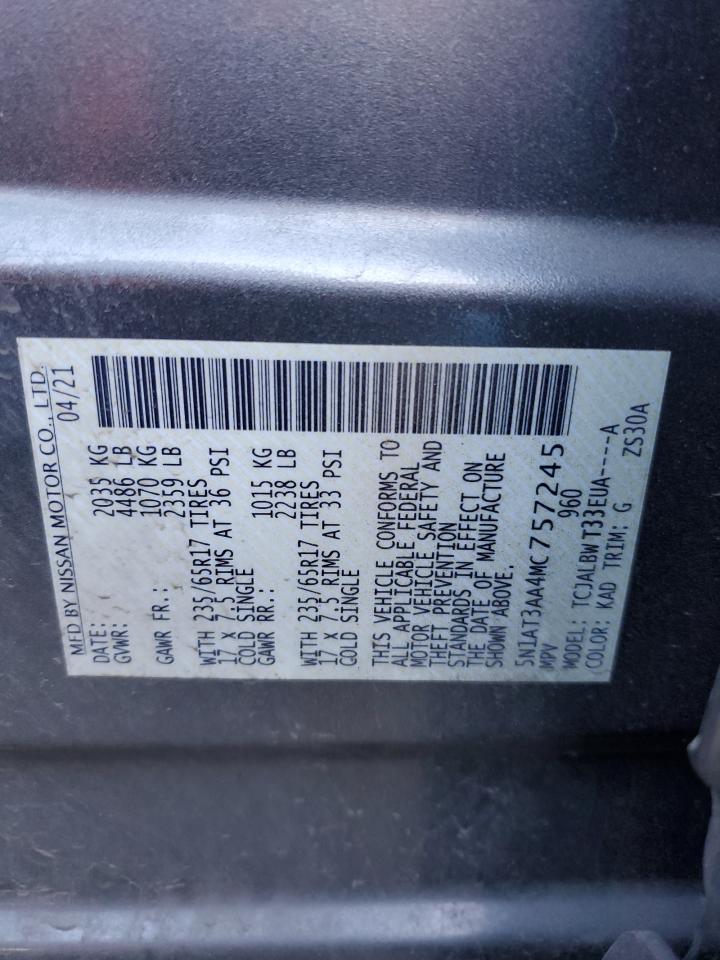 MFD BY NISSAN MOTOR CO., LTD.
DATE: 04/21
GVWR: 2035 KG
4486 LB
GAWR FR.: 1070 KG
2359 LB
WITH 235/65R17 TIRES
17 X 7.5 RIMS AT 36 PSI
COLD SINGLE
GAWR RR.: 1015 KG
2238 LB
WITH 235/65R17 TIRES
17 X 7.5 RIMS AT 33 PSI
COLD SINGLE
THIS VEHICLE CONFORMS TO
ALL APPLICABLE FEDERAL
MOTOR VEHICLE SAFETY AND
THEFT PREVENTION
STANDARDS IN EFFECT ON
THE DATE OF MANUFACTURE
SHOWN ABOVE.
5N1AT3AA4MC757245
MPV 960
MODEL: TCJALBWT33EUA----A
COLOR: KAD TRIM: G ZS30A